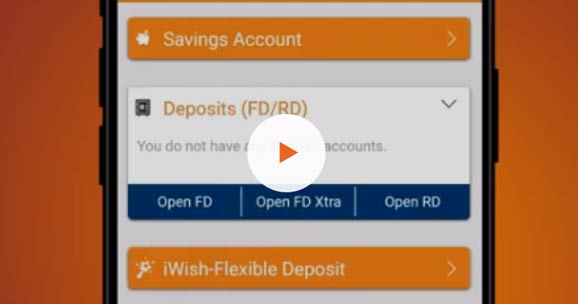 Savings Account
Deposits (FD/RD)
You do not have any accounts.
Open FD Open FD Xtra Open RD
iWish-Flexible Deposit